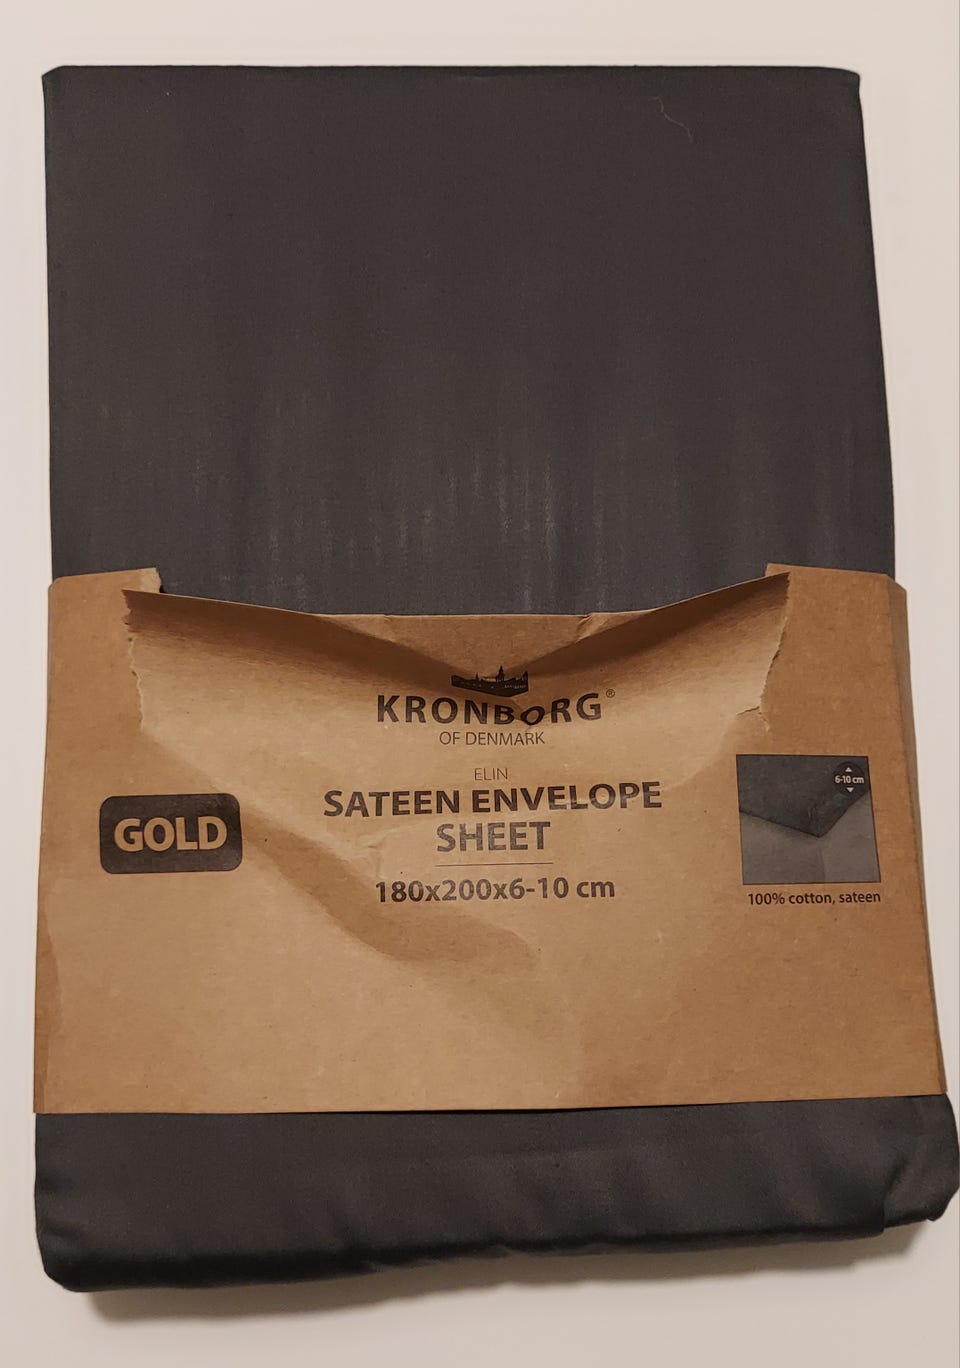 KRONBORG®
OF DENMARK
ELIN
SATEEN ENVELOPE
SHEET
180x200x6-10 cm
GOLD
6-10 cm
100% cotton, sateen